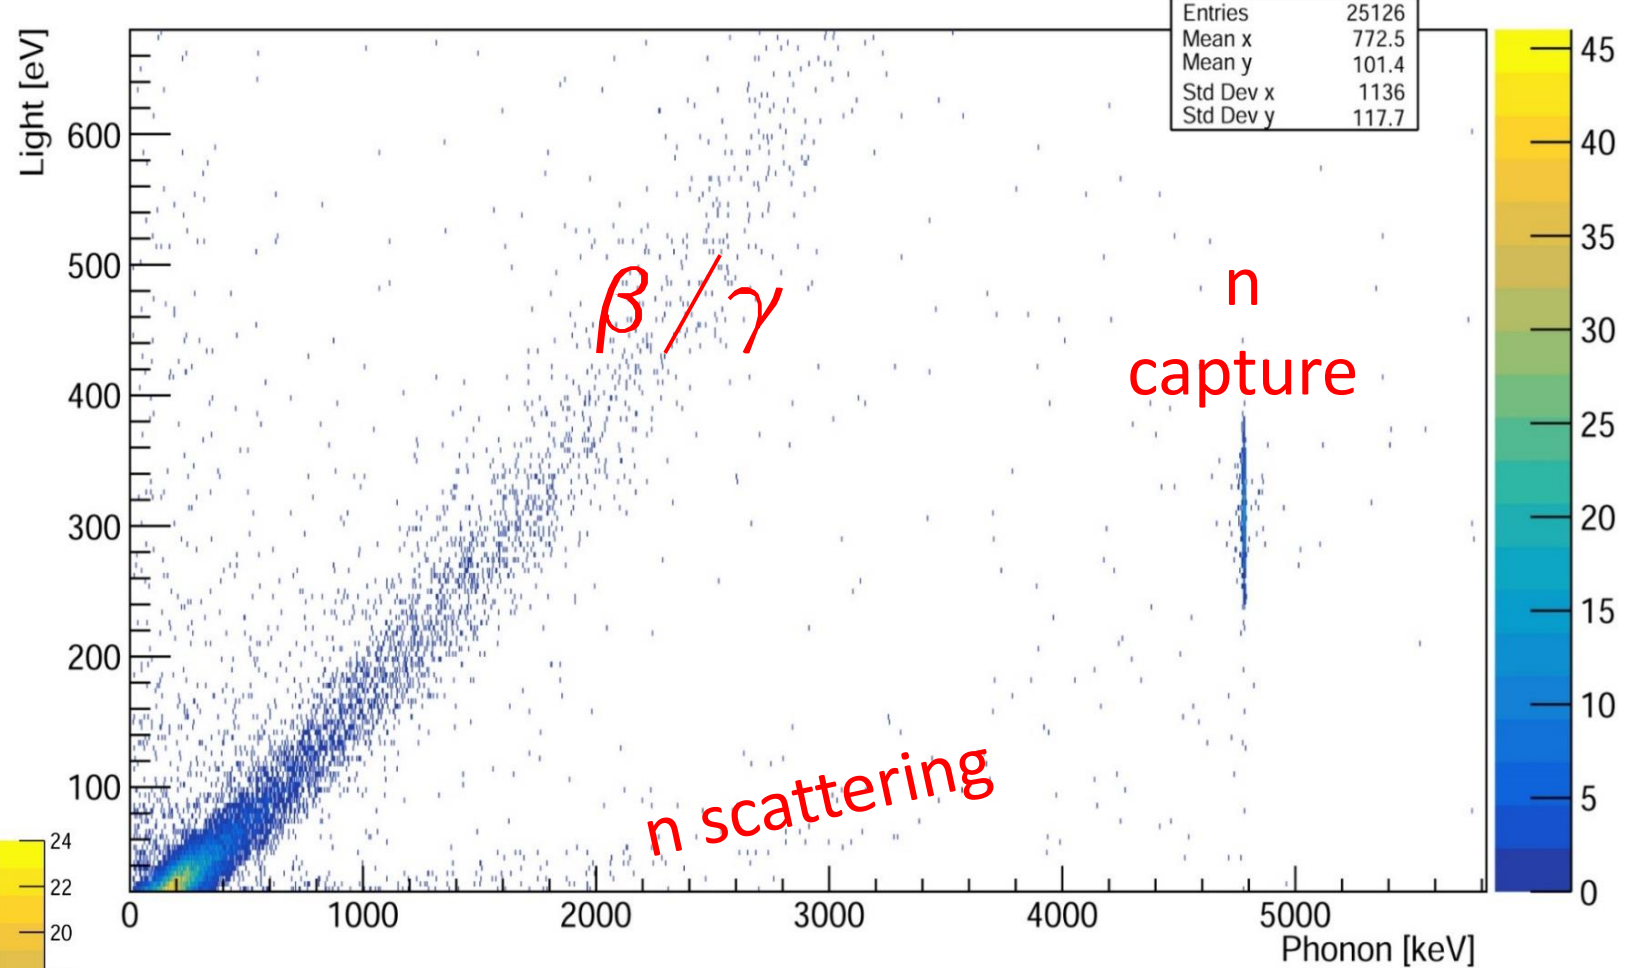 Entries 25126
Mean x 772.5
Mean y 101.4
Std Dev x 1136
Std Dev y 117.7
Light [eV]
600
500
400
300
200
100
β/γ
n
capture
n scattering
45
40
35
30
25
20
15
10
5
0
24
22
20
0 1000 2000 3000 4000 5000
Phonon [keV]